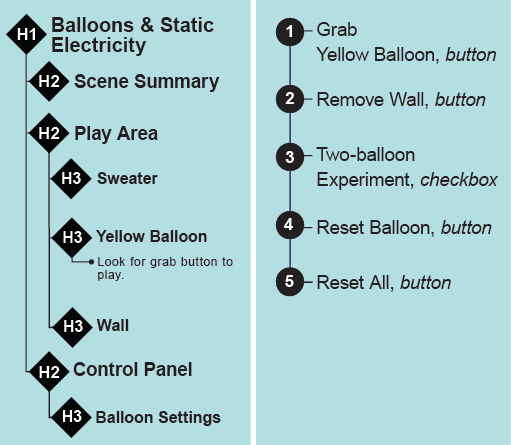 H1 Balloons & Static
Electricity
H2 Scene Summary
H2 Play Area
H3 Sweater
H3 Yellow Balloon
Look for grab button to
play.
H3 Wall
H2 Control Panel
H3 Balloon Settings
1 Grab
Yellow Balloon, button
2 Remove Wall, button
3 Two-balloon
Experiment, checkbox
4 Reset Balloon, button
5 Reset All, button